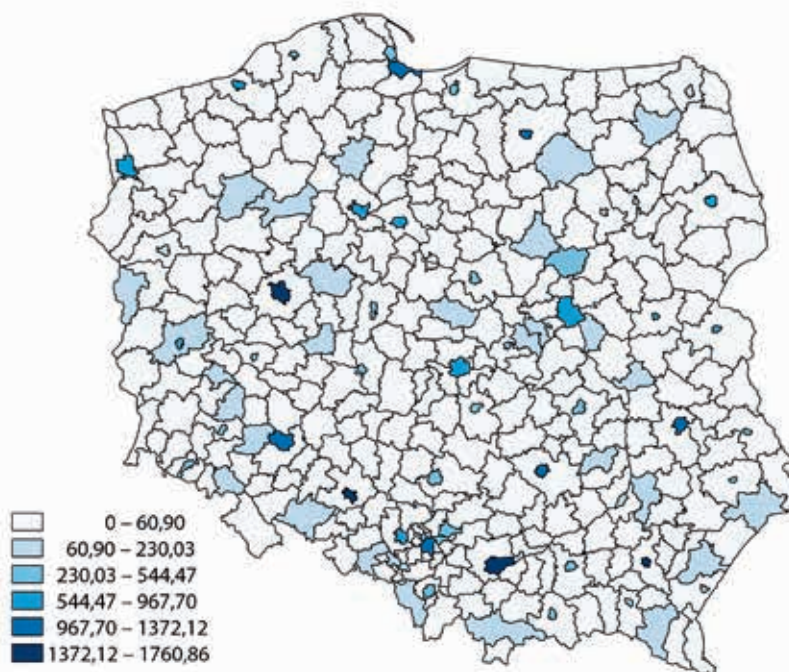 0 – 60,90
60,90 – 230,03
230,03 – 544,47
544,47 – 967,70
967,70 – 1372,12
1372,12 – 1760,86